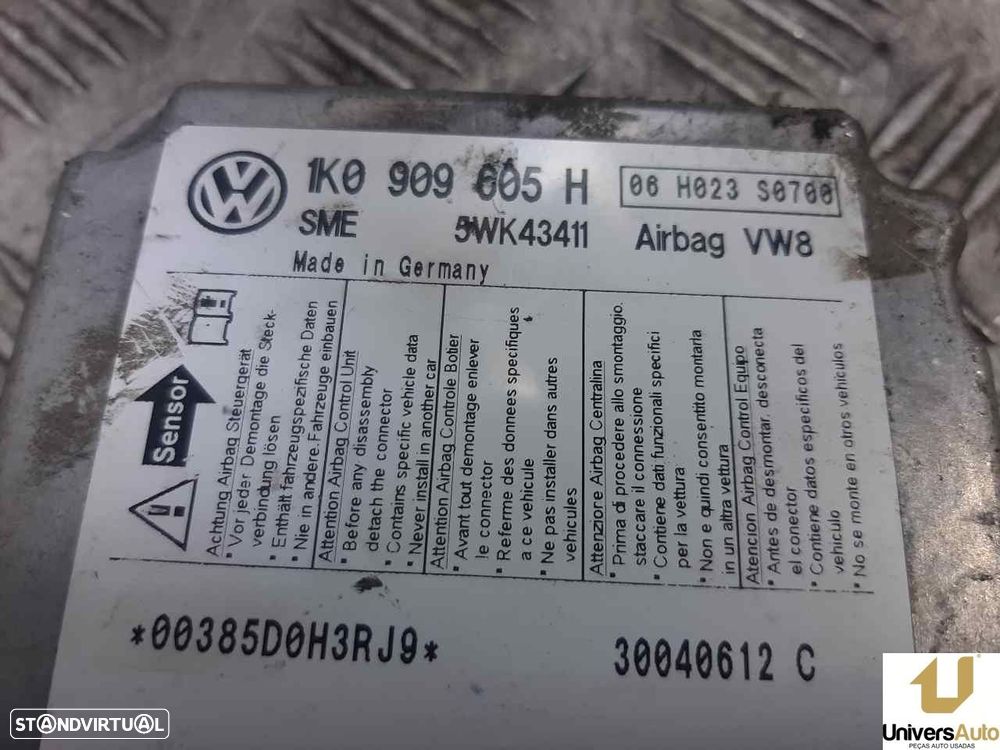 1K0 909 605 H
06 H023 S0700
SME 5WK43411 Airbag VW8
Made in Germany
Sensor
Achtung Airbag Steuergerät
• Vor jeder Demontage die Steck-
verbindung lösen
• Enthält fahrzeugspezifische Daten
• Nie in andere Fahrzeuge einbauen
Attention Airbag Control Unit
• Before any disassembly
detach the connector
• Contains specific vehicle data
• Never install in another car
Attention Airbag Controle Botier
• Avant tout demontage enlever
le connector
• Referme des donnees specifiques
a ce vehicule
• Ne pas installer dans autres
vehicules
Attenzione Airbag Centralina
• Prima di procedere allo smontaggio.
staccare il connessione
• Contiene dati funzionali specifici
per la vettura
• Non e quindi consentito montarla
in un altra vettura
Atencion Airbag Control Equipo
• Antes de desmontar, desconecta
el conector
• Contiene datos especificos del
vehiculo
• No se monte en otros vehiculos
*00385D0H3RJ9*
30040612 C
STANDVIRTUAL
UniversAuto
PEÇAS AUTO USADAS